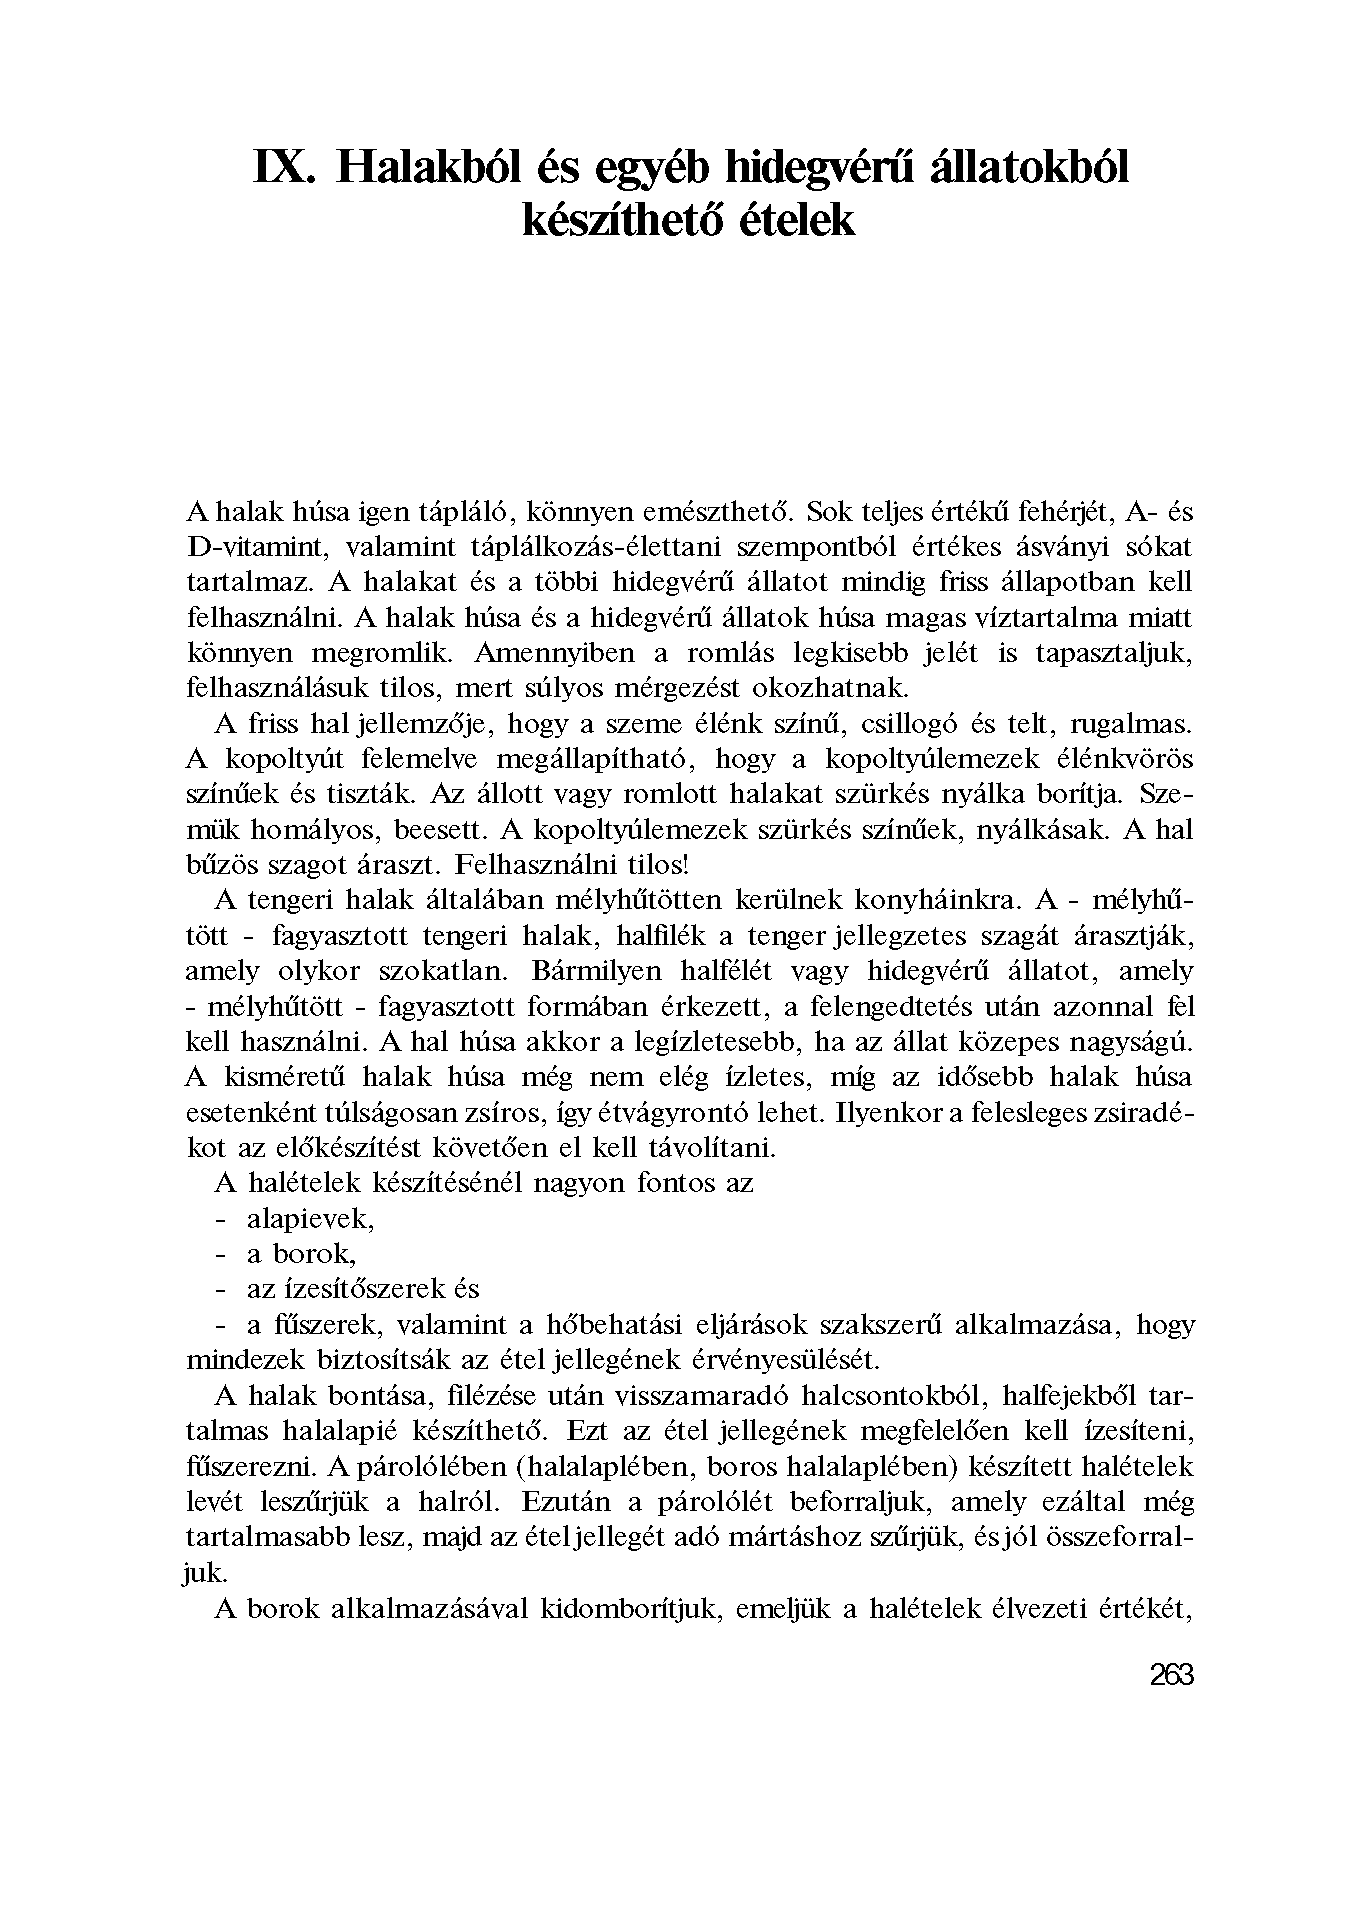 IX. Halakból és egyéb hidegvérű állatokból
készíthető ételek
A halak húsa igen tápláló, könnyen emészthető. Sok teljes értékű fehérjét, A- és
D-vitamint, valamint táplálkozás-élettani szempontból értékes ásványi sókat
tartalmaz. A halakat és a többi hidegvérű állatot mindig friss állapotban kell
felhasználni. A halak húsa és a hidegvérű állatok húsa magas víztartalma miatt
könnyen megromlik. Amennyiben a romlás legkisebb jelét is tapasztaljuk,
felhasználásuk tilos, mert súlyos mérgezést okozhatnak.
A friss hal jellemzője, hogy a szeme élénk színű, csillogó és telt, rugalmas.
A kopoltyút felemelve megállapítható, hogy a kopoltyúlemezek élénkvörös
színűek és tiszták. Az állott vagy romlott halakat szürkés nyálka borítja. Sze-
mük homályos, beesett. A kopoltyúlemezek szürkés színűek, nyálkásak. A hal
bűzös szagot áraszt. Felhasználni tilos!
A tengeri halak általában mélyhűtötten kerülnek konyháinkra. A - mélyhű-
tött - fagyasztott tengeri halak, halfilék a tenger jellegzetes szagát árasztják,
amely olykor szokatlan. Bármilyen halfélét vagy hidegvérű állatot, amely
- mélyhűtött - fagyasztott formában érkezett, a felengedtetés után azonnal fel
kell használni. A hal húsa akkor a legízletesebb, ha az állat közepes nagyságú.
A kisméretű halak húsa még nem elég ízletes, míg az idősebb halak húsa
esetenként túlságosan zsíros, így étvágyrontó lehet. Ilyenkor a felesleges zsiradé-
kot az előkészítést követően el kell távolítani.
A halételek készítésénél nagyon fontos az
- alapievek,
- a borok,
- az ízesítőszerek és
- a fűszerek, valamint a hőbehatási eljárások szakszerű alkalmazása, hogy
mindezek biztosítsák az étel jellegének érvényesülését.
A halak bontása, filézése után visszamaradó halcsontokból, halfejekből tar-
talmas halalapié készíthető. Ezt az étel jellegének megfelelően kell ízesíteni,
fűszerezni. A párolólében (halalaplében, boros halalaplében) készített halételek
levét leszűrjük a halról. Ezután a párolólét beforraljuk, amely ezáltal még
tartalmasabb lesz, majd az étel jellegét adó mártáshoz szűrjük, és jól összeforral-
juk.
A borok alkalmazásával kidomborítjuk, emeljük a halételek élvezeti értékét,
263